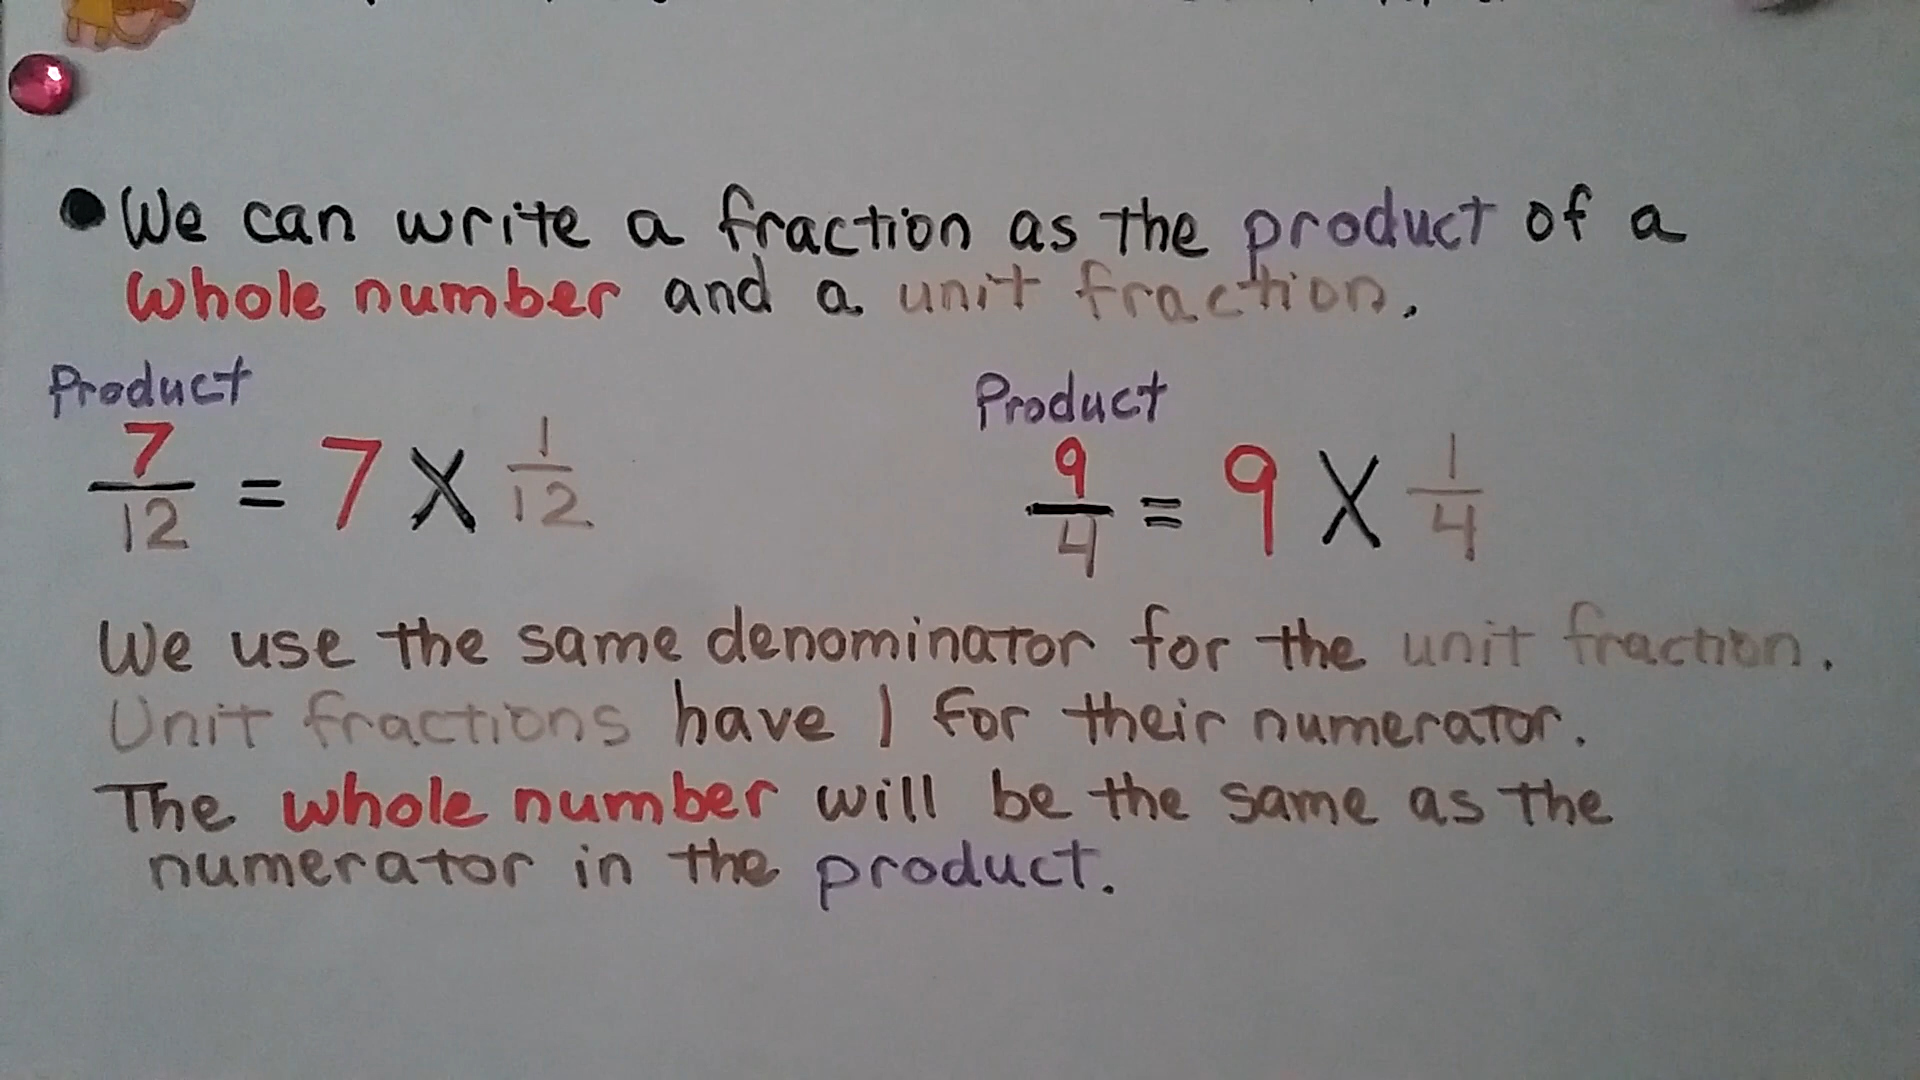 ● We can write a fraction as the product of a
whole number and a unit fraction.
Product
7/12 = 7 X 1/12
Product
9/4 = 9 X 1/4
We use the same denominator for the unit fraction.
Unit fractions have 1 for their numerator.
The whole number will be the same as the
numerator in the product.